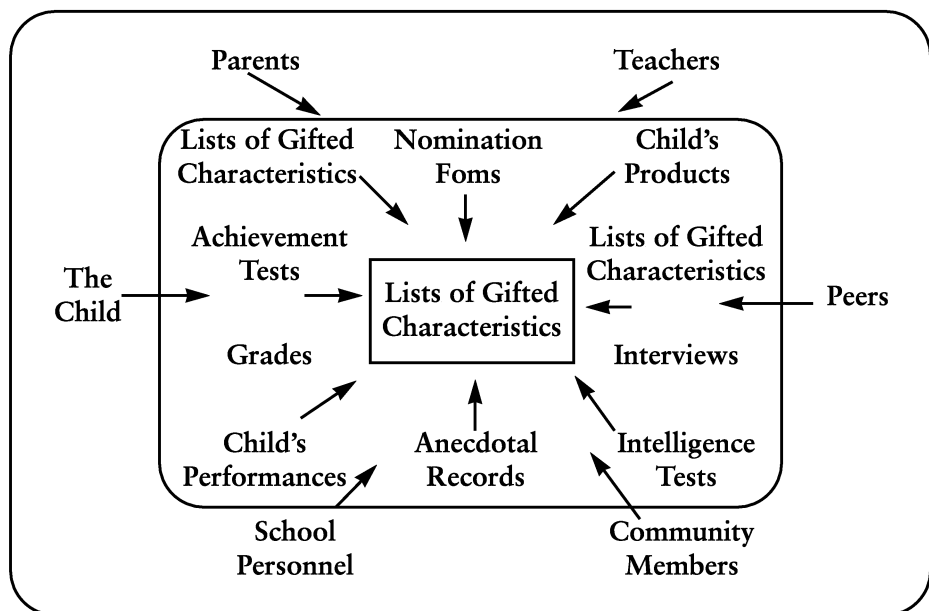 Parents
Teachers
Lists of Gifted
Characteristics
Nomination
Foms
Child's
Products
Achievement
Tests
Lists of Gifted
Characteristics
The
Child
Lists of Gifted
Characteristics
Peers
Grades
Interviews
Child's
Performances
Anecdotal
Records
Intelligence
Tests
School
Personnel
Community
Members